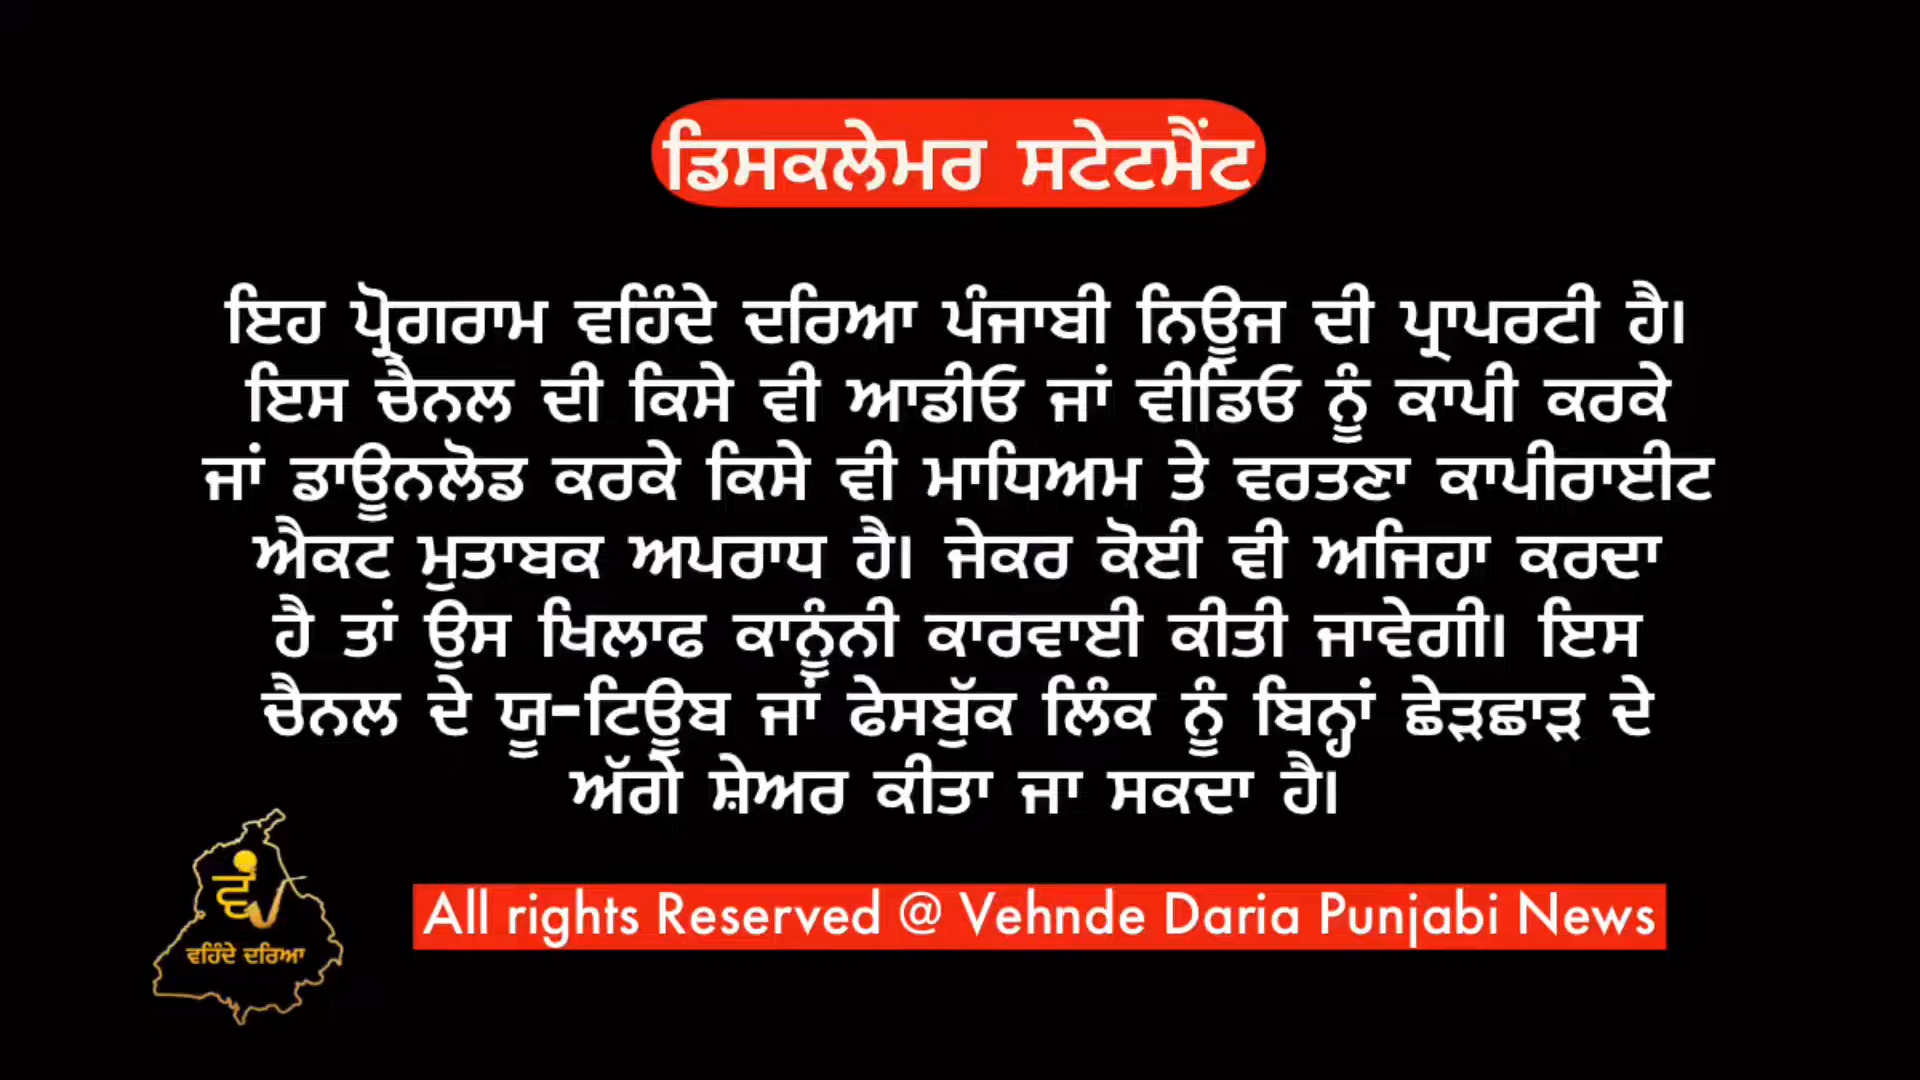 ਡਿਸਕਲੇਮਰ ਸਟੇਟਮੈਂਟ
ਇਹ ਪ੍ਰੋਗਰਾਮ ਵਹਿੰਦੇ ਦਰਿਆ ਪੰਜਾਬੀ ਨਿਊਜ ਦੀ ਪ੍ਰਾਪਰਟੀ ਹੈ।
ਇਸ ਚੈਨਲ ਦੀ ਕਿਸੇ ਵੀ ਆਡੀਓ ਜਾਂ ਵੀਡਿਓ ਨੂੰ ਕਾਪੀ ਕਰਕੇ
ਜਾਂ ਡਾਊਨਲੋਡ ਕਰਕੇ ਕਿਸੇ ਵੀ ਮਾਧਿਅਮ ਤੇ ਵਰਤਣਾ ਕਾਪੀਰਾਈਟ
ਐਕਟ ਮੁਤਾਬਕ ਅਪਰਾਧ ਹੈ। ਜੇਕਰ ਕੋਈ ਵੀ ਅਜਿਹਾ ਕਰਦਾ
ਹੈ ਤਾਂ ਉਸ ਖਿਲਾਫ ਕਾਨੂੰਨੀ ਕਾਰਵਾਈ ਕੀਤੀ ਜਾਵੇਗੀ। ਇਸ
ਚੈਨਲ ਦੇ ਯੂ-ਟਿਊਬ ਜਾਂ ਫੇਸਬੁੱਕ ਲਿੰਕ ਨੂੰ ਬਿਨ੍ਹਾਂ ਛੇੜਛਾੜ ਦੇ
ਅੱਗੇ ਸ਼ੇਅਰ ਕੀਤਾ ਜਾ ਸਕਦਾ ਹੈ।
All rights Reserved @ Vehnde Daria Punjabi News
ਵਹਿੰਦੇ ਦਰਿਆ